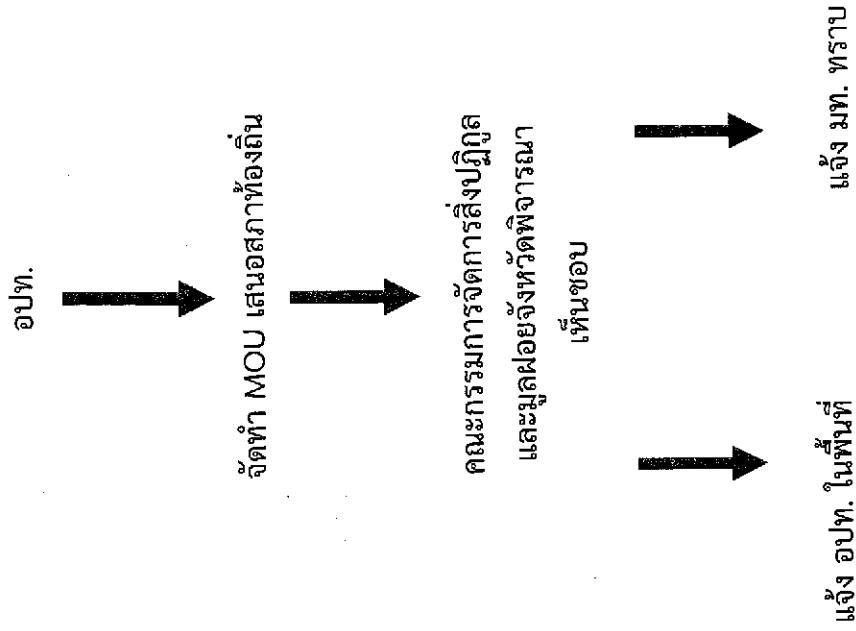 อปท.
จัดทำ MOU เสนอสภาท้องถิ่น
คณะกรรมการจัดการสิ่งปฏิกูล
และมูลฝอยจังหวัดพิจารณา
เห็นชอบ
แจ้ง อปท. ในพื้นที่
แจ้ง มท. ทราบ